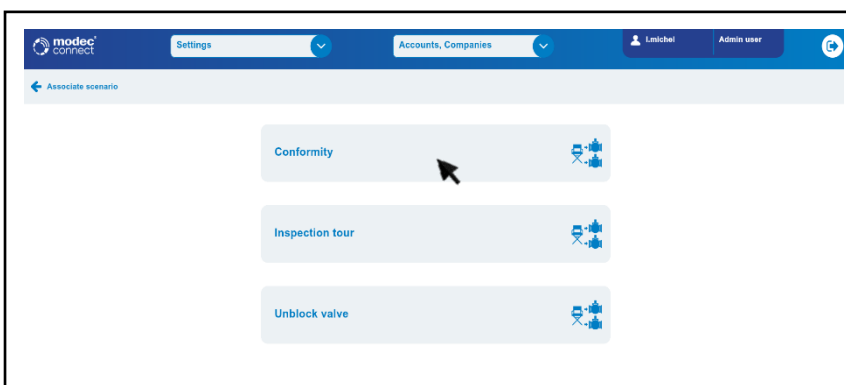 modec
connect
Settings
Accounts, Companies
l.michel
Admin user
Associate scenario
Conformity
Inspection tour
Unblock valve